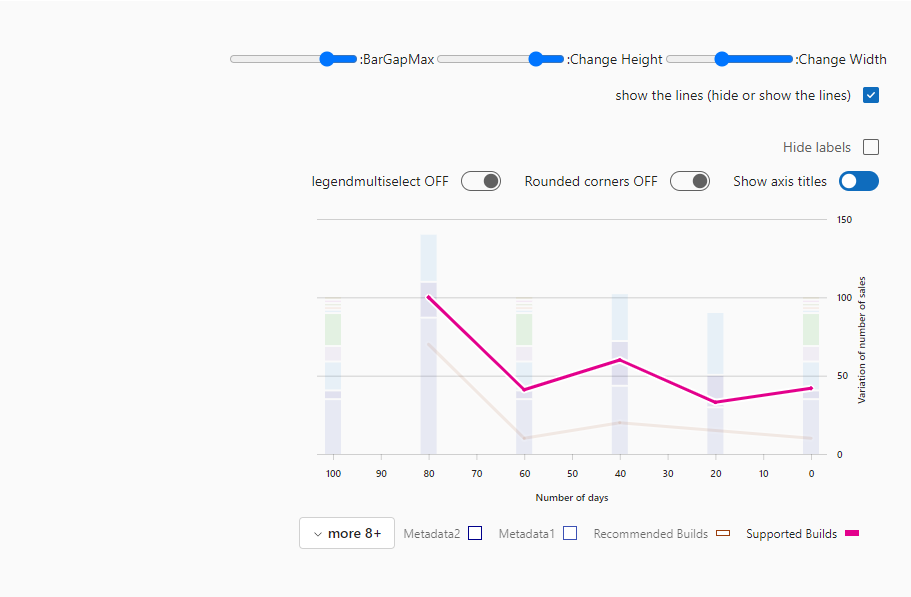 :BarGapMax :Change Height :Change Width
show the lines (hide or show the lines)
Hide labels
legendmultiselect OFF Rounded corners OFF Show axis titles
150
100
50
0
Variation of number of sales
100 90 80 70 60 50 40 30 20 10 0
Number of days
more 8+ Metadata2 Metadata1 Recommended Builds Supported Builds